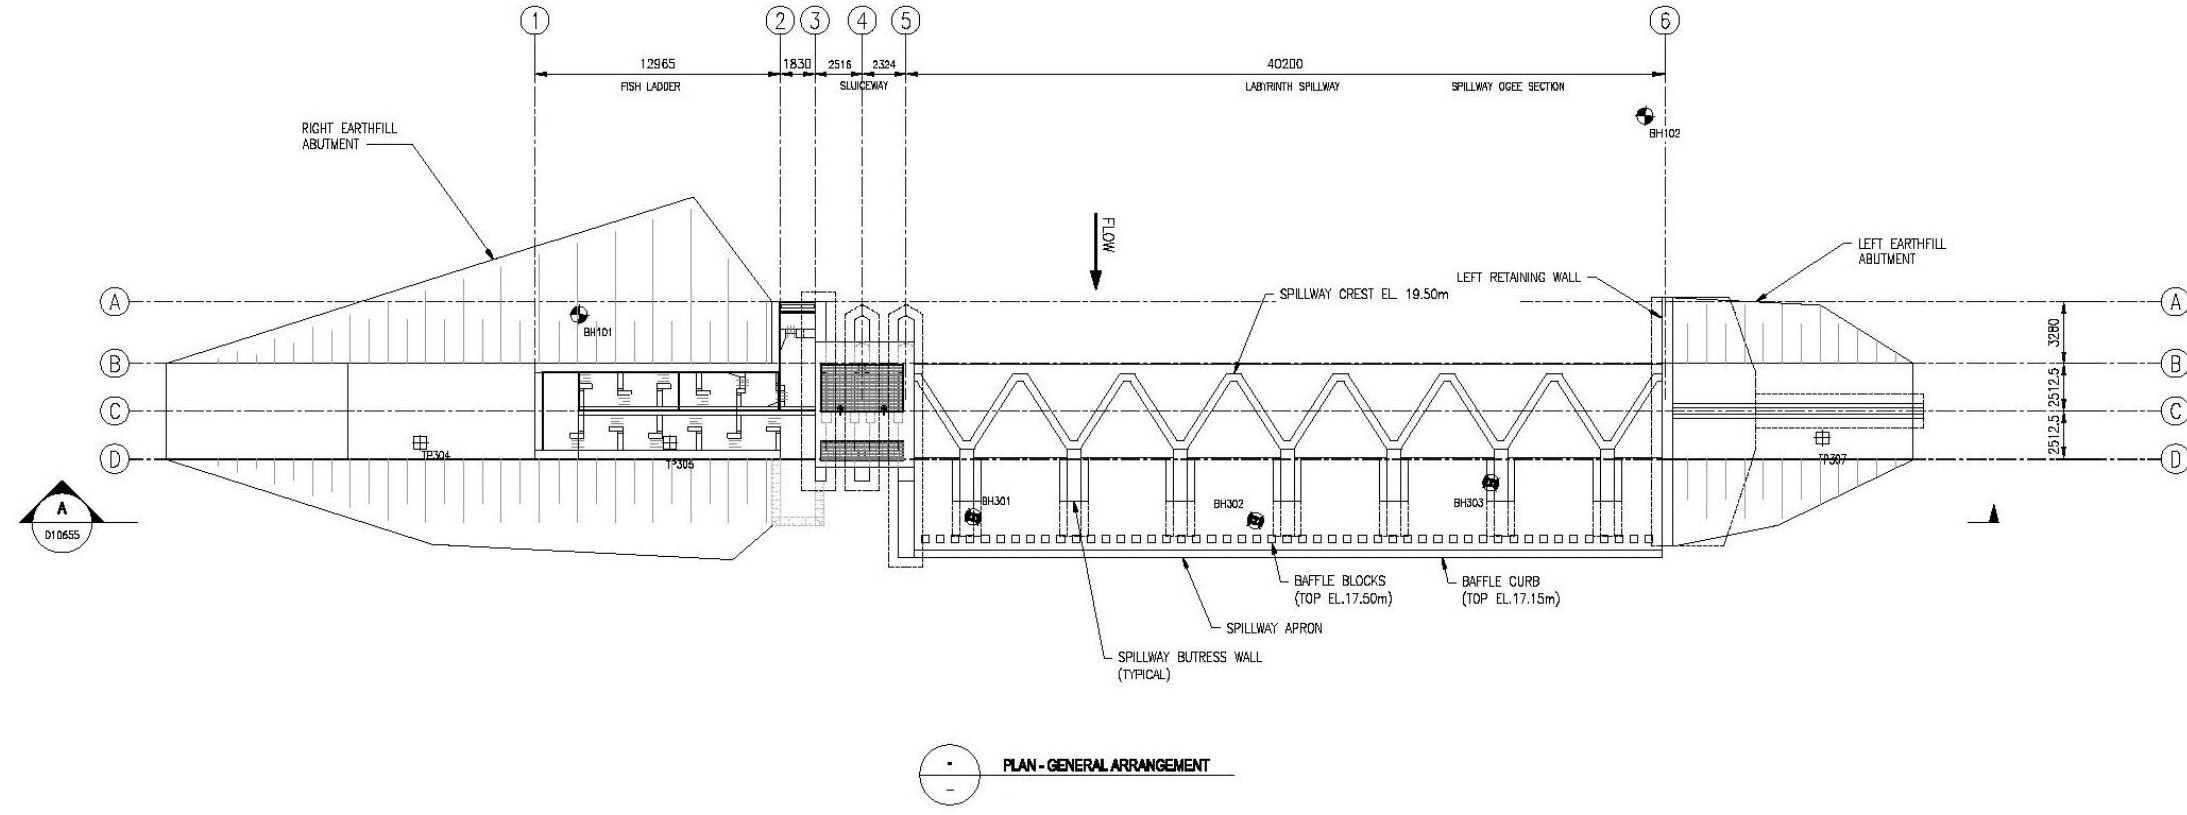 1 2 3 4 5 6
12965 1830 2516 2324 40200
FISH LADDER SLUICEWAY LABYRINTH SPILLWAY SPILLWAY OGEE SECTION
BH102
RIGHT EARTHFILL
ABUTMENT
FLOW
LEFT EARTHFILL
ABUTMENT
LEFT RETAINING WALL
SPILLWAY CREST EL. 19.50m
A A
BH101
3280
B B
2512.5
C C
2512.5
TP304 TP305 TP307
D D
BH301 BH302 BH303
A
D10655
BAFFLE BLOCKS
(TOP EL.17.50m)
BAFFLE CURB
(TOP EL.17.15m)
SPILLWAY APRON
SPILLWAY BUTRESS WALL
(TYPICAL)
-
PLAN - GENERAL ARRANGEMENT
-